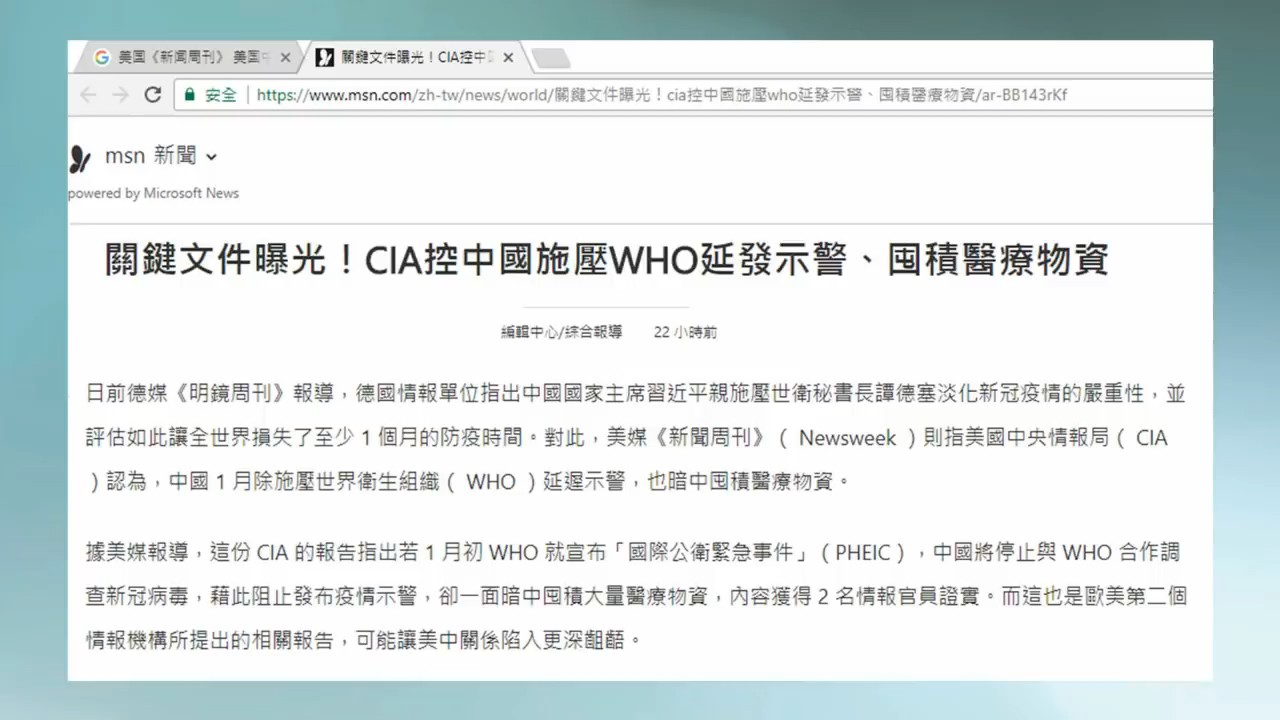 美国《新闻周刊》 美国
關鍵文件曝光！CIA控中
安全 https://www.msn.com/zh-tw/news/world/關鍵文件曝光！cia控中國施壓who延發示警、囤積醫療物資/ar-BB143rKf
msn 新聞
powered by Microsoft News
關鍵文件曝光！CIA控中國施壓WHO延發示警、囤積醫療物資
編輯中心/綜合報導 22 小時前
日前德媒《明鏡周刊》報導，德國情報單位指出中國國家主席習近平親施壓世衛秘書長譚德塞淡化新冠疫情的嚴重性，並
評估如此讓全世界損失了至少 1 個月的防疫時間。對此，美媒《新聞周刊》（ Newsweek ）則指美國中央情報局（ CIA
）認為，中國 1 月除施壓世界衛生組織（ WHO ）延遲示警，也暗中囤積醫療物資。
據美媒報導，這份 CIA 的報告指出若 1 月初 WHO 就宣布「國際公衛緊急事件」（PHEIC），中國將停止與 WHO 合作調
查新冠病毒，藉此阻止發布疫情示警，卻一面暗中囤積大量醫療物資，內容獲得 2 名情報官員證實。而這也是歐美第二個
情報機構所提出的相關報告，可能讓美中關係陷入更深齟齬。